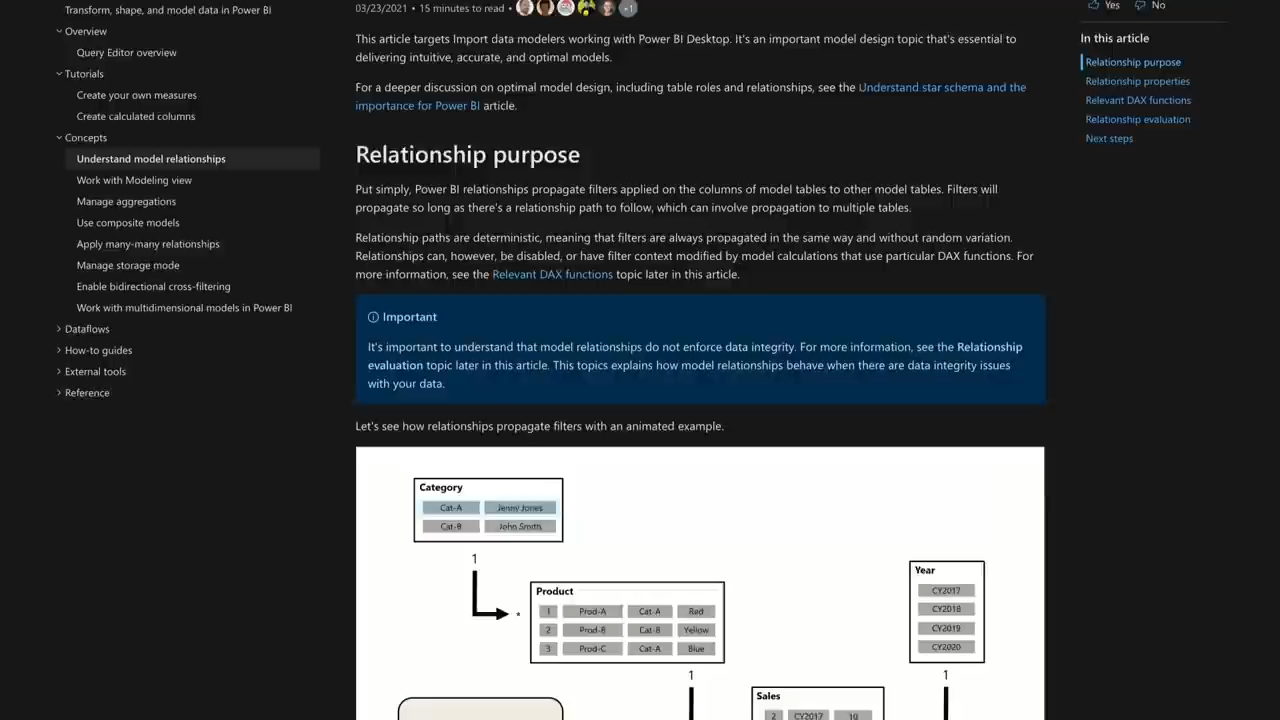 Transform, shape, and model data in Power BI
Overview
Query Editor overview
Tutorials
Create your own measures
Create calculated columns
Concepts
Understand model relationships
Work with Modeling view
Manage aggregations
Use composite models
Apply many-many relationships
Manage storage mode
Enable bidirectional cross-filtering
Work with multidimensional models in Power BI
Dataflows
How-to guides
External tools
Reference
03/23/2021 • 15 minutes to read •
+1
This article targets Import data modelers working with Power BI Desktop. It's an important model design topic that's essential to
delivering intuitive, accurate, and optimal models.
For a deeper discussion on optimal model design, including table roles and relationships, see the Understand star schema and the
importance for Power BI article.
Relationship purpose
Put simply, Power BI relationships propagate filters applied on the columns of model tables to other model tables. Filters will
propagate so long as there's a relationship path to follow, which can involve propagation to multiple tables.
Relationship paths are deterministic, meaning that filters are always propagated in the same way and without random variation.
Relationships can, however, be disabled, or have filter context modified by model calculations that use particular DAX functions. For
more information, see the Relevant DAX functions topic later in this article.
Important
It's important to understand that model relationships do not enforce data integrity. For more information, see the Relationship
evaluation topic later in this article. This topics explains how model relationships behave when there are data integrity issues
with your data.
Let's see how relationships propagate filters with an animated example.
Category
Cat-A Jenny Jones
Cat-B John Smith
1
*
Product
1 Prod-A Cat-A Red
2 Prod-B Cat-B Yellow
3 Prod-C Cat-A Blue
1
Year
CY2017
CY2018
CY2019
CY2020
1
Sales
2 CY2017 10
Yes No
In this article
Relationship purpose
Relationship properties
Relevant DAX functions
Relationship evaluation
Next steps